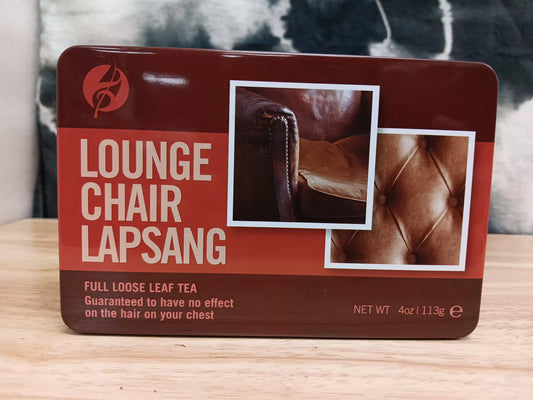 LOUNGE
CHAIR
LAPSANG
FULL LOOSE LEAF TEA
Guaranteed to have no effect
on the hair on your chest
NET WT 4oz | 113g ℮